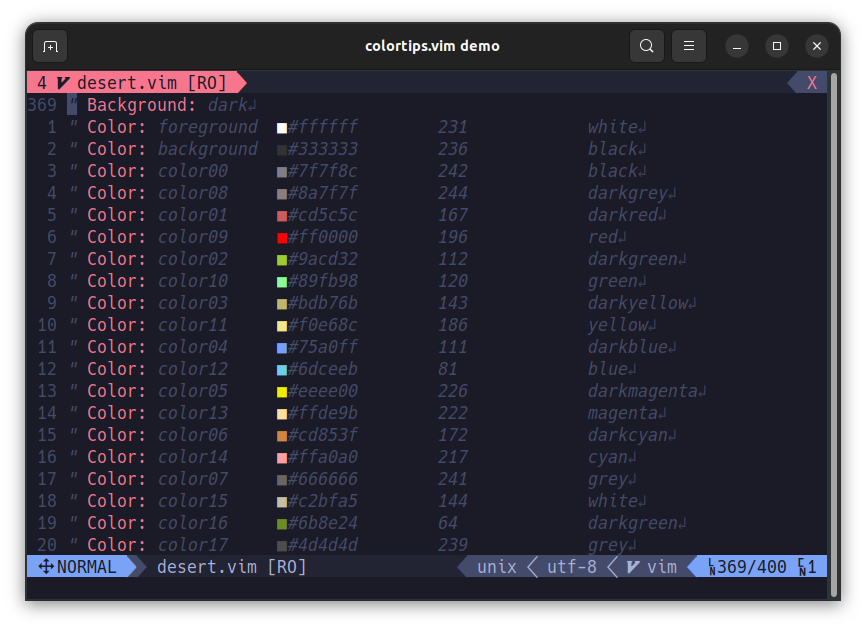 colortips.vim demo
4 desert.vim [RO] X
369 " Background: dark↲
1 " Color: foreground #ffffff 231 white↲
2 " Color: background #333333 236 black↲
3 " Color: color00 #7f7f8c 242 black↲
4 " Color: color08 #8a7f7f 244 darkgrey↲
5 " Color: color01 #cd5c5c 167 darkred↲
6 " Color: color09 #ff0000 196 red↲
7 " Color: color02 #9acd32 112 darkgreen↲
8 " Color: color10 #89fb98 120 green↲
9 " Color: color03 #bdb76b 143 darkyellow↲
10 " Color: color11 #f0e68c 186 yellow↲
11 " Color: color04 #75a0ff 111 darkblue↲
12 " Color: color12 #6dceeb 81 blue↲
13 " Color: color05 #eeee00 226 darkmagenta↲
14 " Color: color13 #ffde9b 222 magenta↲
15 " Color: color06 #cd853f 172 darkcyan↲
16 " Color: color14 #ffa0a0 217 cyan↲
17 " Color: color07 #666666 241 grey↲
18 " Color: color15 #c2bfa5 144 white↲
19 " Color: color16 #6b8e24 64 darkgreen↲
20 " Color: color17 #4d4d4d 239 grey↲
NORMAL desert.vim [RO] unix utf-8 vim 369/400 1